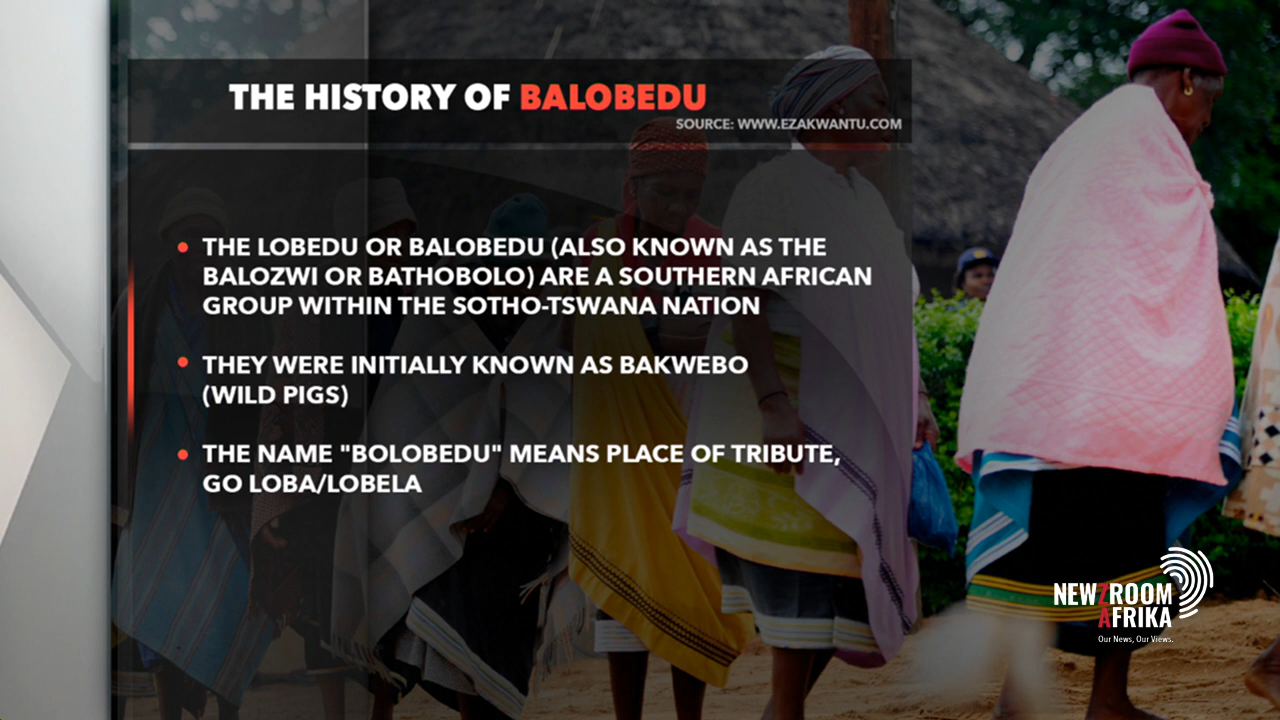 THE HISTORY OF BALOBEDU
SOURCE: WWW.EZAKWANTU.COM
THE LOBEDU OR BALOBEDU (ALSO KNOWN AS THE
BALOZWI OR BATHOBOLO) ARE A SOUTHERN AFRICAN
GROUP WITHIN THE SOTHO-TSWANA NATION
THEY WERE INITIALLY KNOWN AS BAKWEBO
(WILD PIGS)
THE NAME "BOLOBEDU" MEANS PLACE OF TRIBUTE,
GO LOBA/LOBELA
NEWZROOM
AFRIKA
Our News, Our Views.